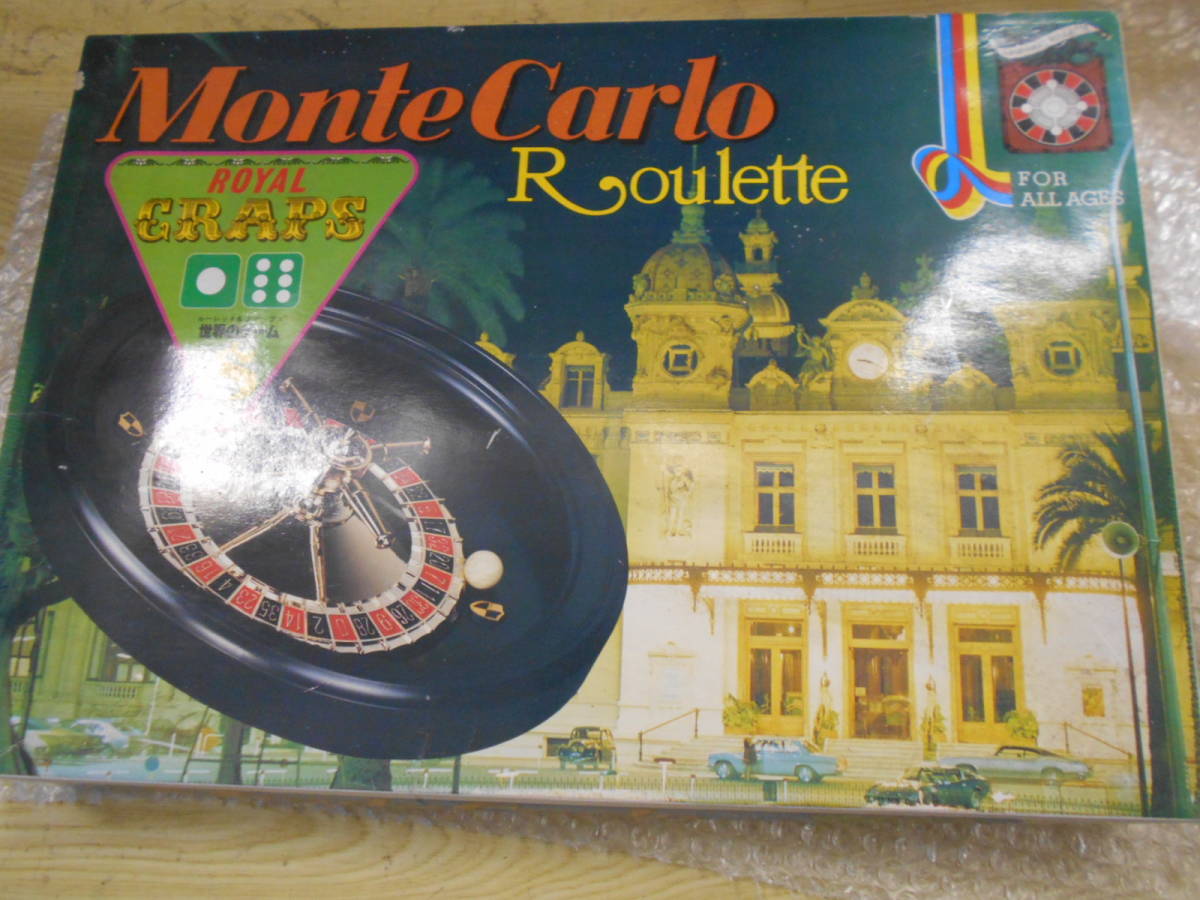 Monte Carlo
Roulette
ROYAL
CRAPS
世界のゲーム
FOR
ALL AGES